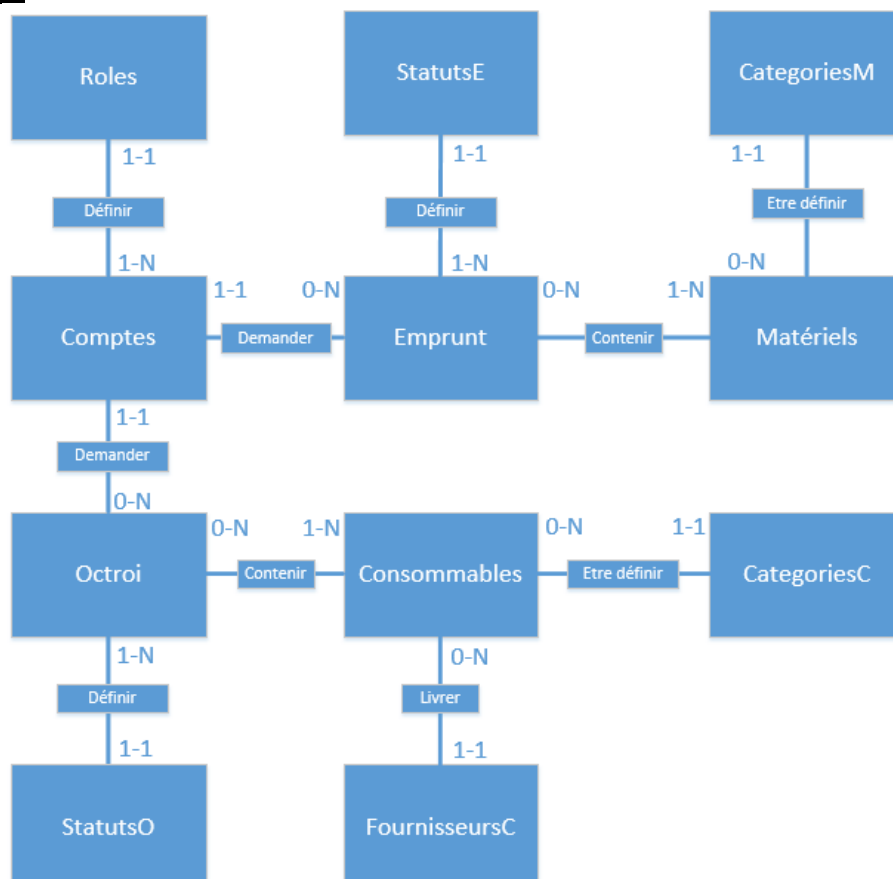 Roles
StatutsE
CategoriesM
1-1
1-1
1-1
Définir
Définir
Etre définir
1-N
1-N
0-N
1-1
0-N
0-N
1-N
Comptes
Demander
Emprunt
Contenir
Matériels
1-1
Demander
0-N
0-N
1-N
0-N
1-1
Octroi
Contenir
Consommables
Etre définir
CategoriesC
1-N
0-N
Définir
Livrer
1-1
1-1
StatutsO
FournisseursC